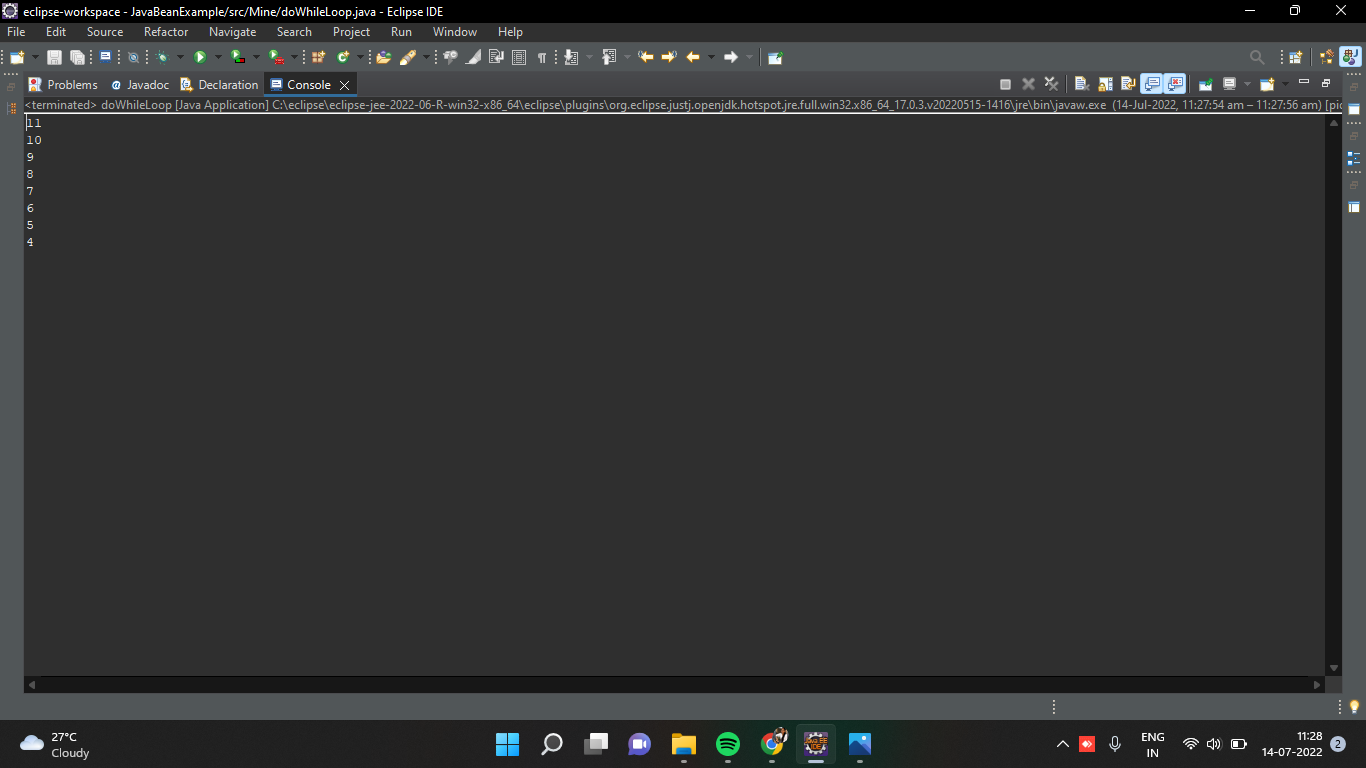 eclipse-workspace - JavaBeanExample/src/Mine/doWhileLoop.java - Eclipse IDE
File Edit Source Refactor Navigate Search Project Run Window Help
Problems @ Javadoc Declaration Console
<terminated> doWhileLoop [Java Application] C:\eclipse\eclipse-jee-2022-06-R-win32-x86_64\eclipse\plugins\org.eclipse.justj.openjdk.hotspot.jre.full.win32.x86_64_17.0.3.v20220515-1416\jre\bin\javaw.exe (14-Jul-2022, 11:27:54 am – 11:27:56 am) [pid
11
10
9
8
7
6
5
4
27°C
Cloudy
ENG
IN
11:28
14-07-2022
2